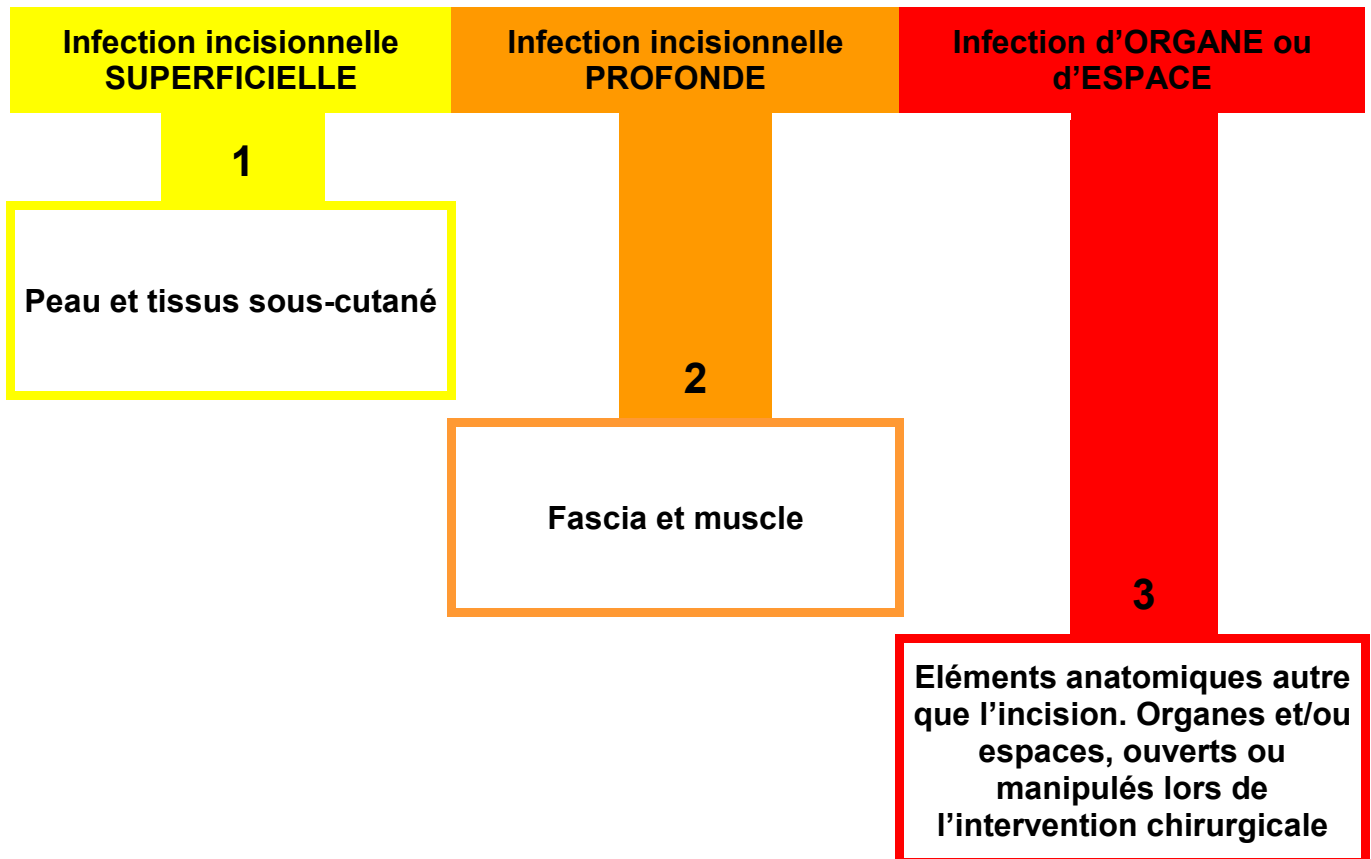 Infection incisionnelle
SUPERFICIELLE
Infection incisionnelle
PROFONDE
Infection d’ORGANE ou
d’ESPACE
1
Peau et tissus sous-cutané
2
Fascia et muscle
3
Eléments anatomiques autre
que l’incision. Organes et/ou
espaces, ouverts ou
manipulés lors de
l’intervention chirurgicale